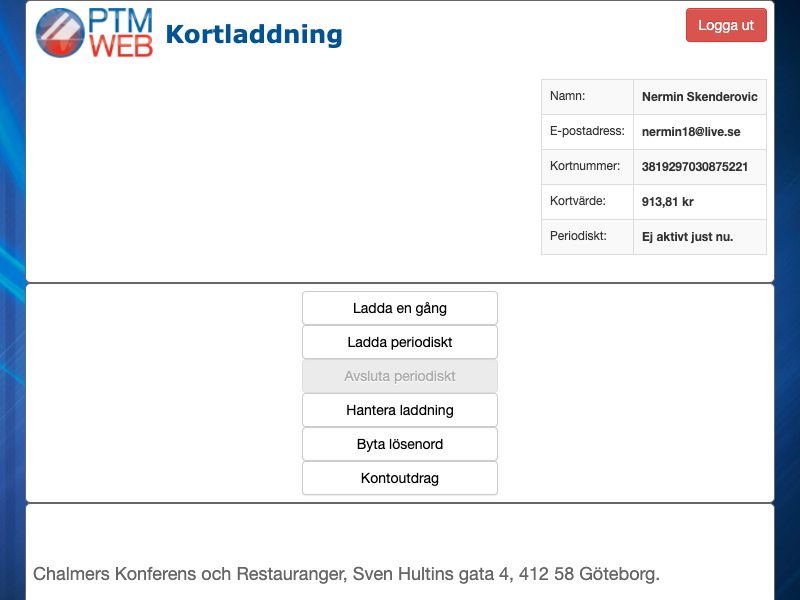 PTM
WEB
Kortladdning
Logga ut
Namn: Nermin Skenderovic
E-postadress: nermin18@live.se
Kortnummer: 3819297030875221
Kortvärde: 913,81 kr
Periodiskt: Ej aktivt just nu.
Ladda en gång
Ladda periodiskt
Avsluta periodiskt
Hantera laddning
Byta lösenord
Kontoutdrag
Chalmers Konferens och Restauranger, Sven Hultins gata 4, 412 58 Göteborg.